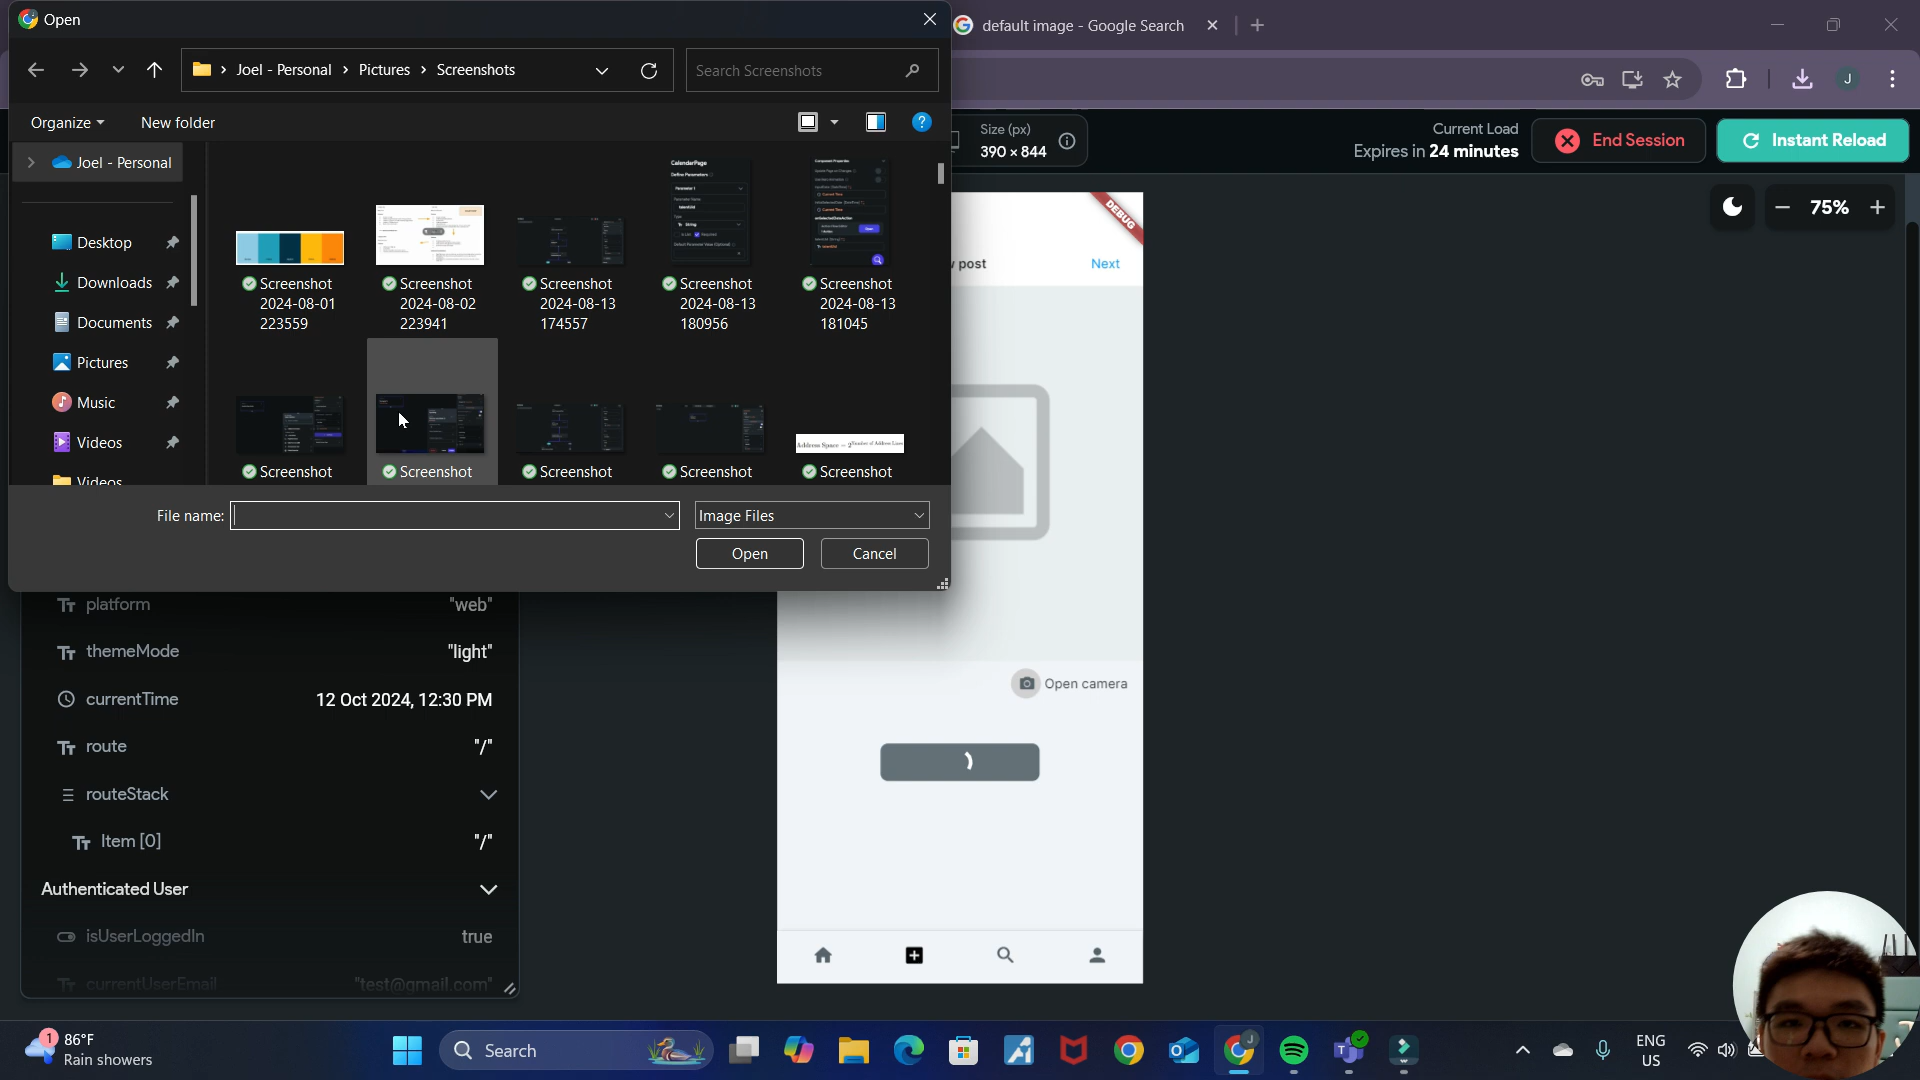 Open
default image - Google Search
Joel - Personal
Pictures
Screenshots
Search Screenshots
J
Organize
New folder
Size (px)
390 × 844
Current Load
Expires in 24 minutes
End Session
Instant Reload
Joel - Personal
Desktop
Downloads
Documents
Pictures
Music
Videos
Videos
CalenderPage
Define Parameters
Screenshot
2024-08-01
223559
Screenshot
2024-08-02
223941
Screenshot
2024-08-13
174557
Screenshot
2024-08-13
180956
Screenshot
2024-08-13
181045
Screenshot
Screenshot
Screenshot
Screenshot
Screenshot
File name:
Image Files
Open
Cancel
DEBUG
75%
post
Next
Open camera
platform
"web"
themeMode
"light"
currentTime
12 Oct 2024, 12:30 PM
route
"/"
routeStack
Item [0]
"/"
Authenticated User
isUserLoggedIn
true
currentUserEmail
"test@gmail.com"
1
86°F
Rain showers
Search
J
ENG
US